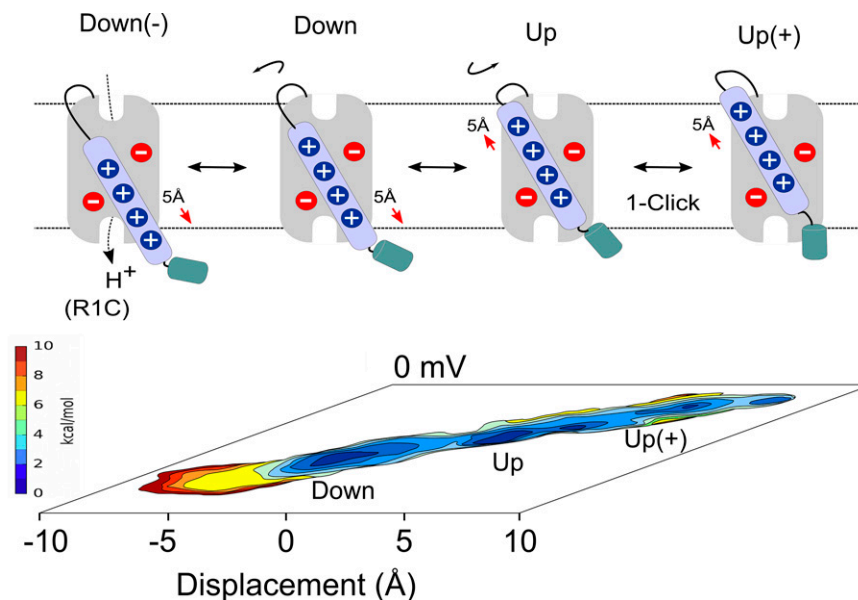 Down(-) Down Up Up(+)
5Å 5Å
+ + + +
+ + + +
+ + + +
+ + + +
- - - -
- - - -
5Å 5Å
1-Click
H+
(R1C)
10
8
6
4
2
0
kcal/mol
0 mV
Down Up Up(+)
-10 -5 0 5 10
Displacement (Å)